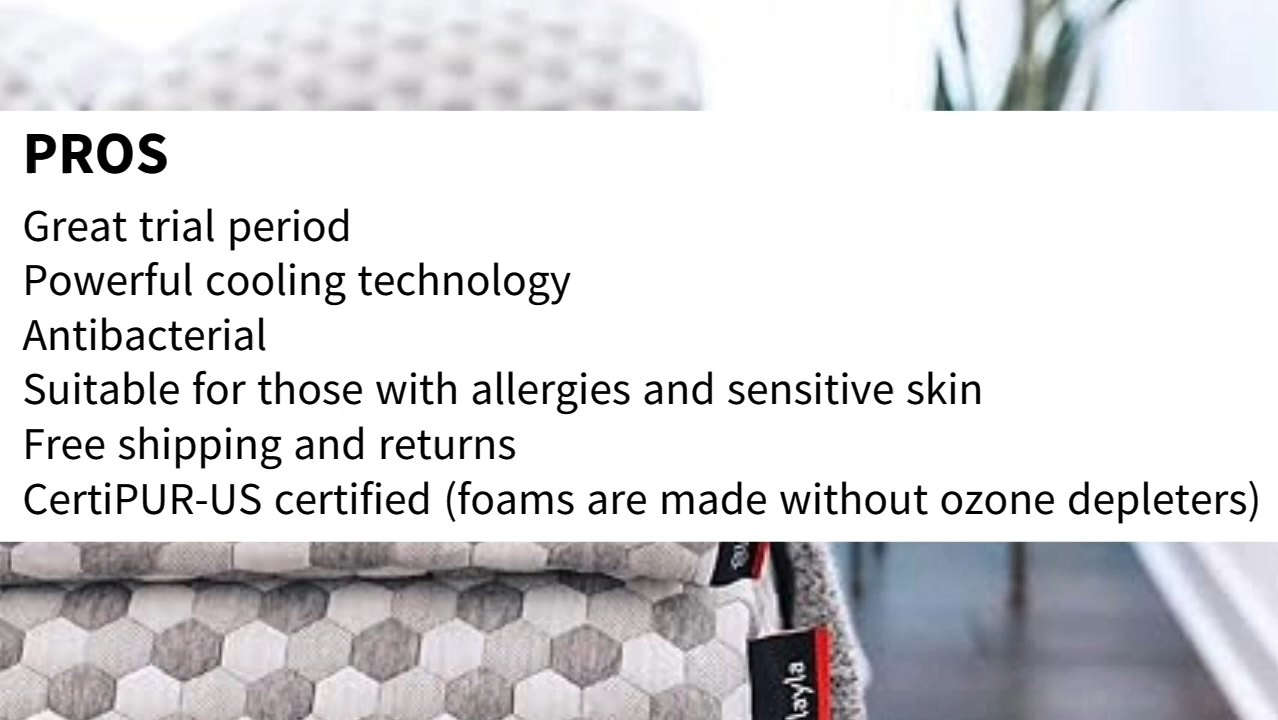 PROS
Great trial period
Powerful cooling technology
Antibacterial
Suitable for those with allergies and sensitive skin
Free shipping and returns
CertiPUR-US certified (foams are made without ozone depleters)
layla